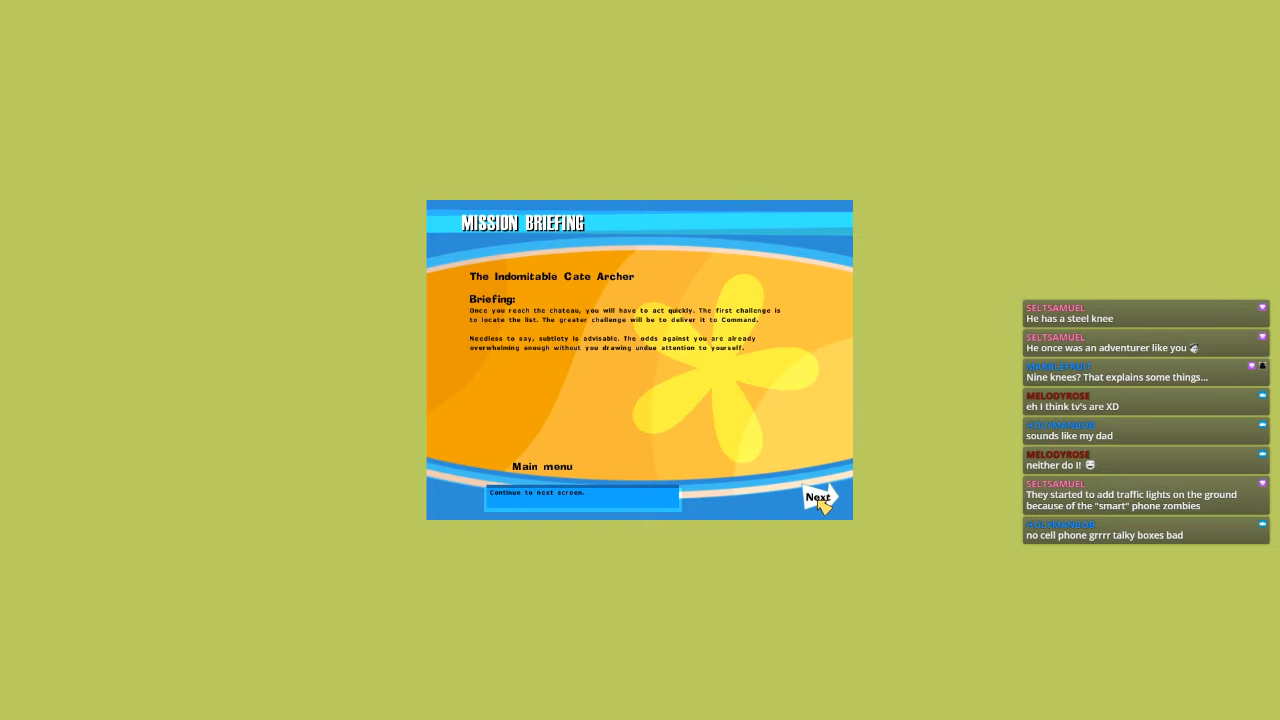 MISSION BRIEFING
The Indomitable Cate Archer
Briefing:
Once you reach the chateau, you will have to act quickly. The first challenge is
to locate the list. The greater challenge will be to deliver it to Command.
Needless to say, subtlety is advisable. The odds against you are already
overwhelming enough without you drawing undue attention to yourself.
Main menu
Continue to next screen.
Next
SELTSAMUEL
He has a steel knee
SELTSAMUEL
He once was an adventurer like you
MARBLEFRUIT
Nine knees? That explains some things...
MELODYROSE
eh I think tv's are XD
HOLYMANBOB
sounds like my dad
MELODYROSE
neither do I!
SELTSAMUEL
They started to add traffic lights on the ground
because of the "smart" phone zombies
HOLYMANBOB
no cell phone grrrr talky boxes bad